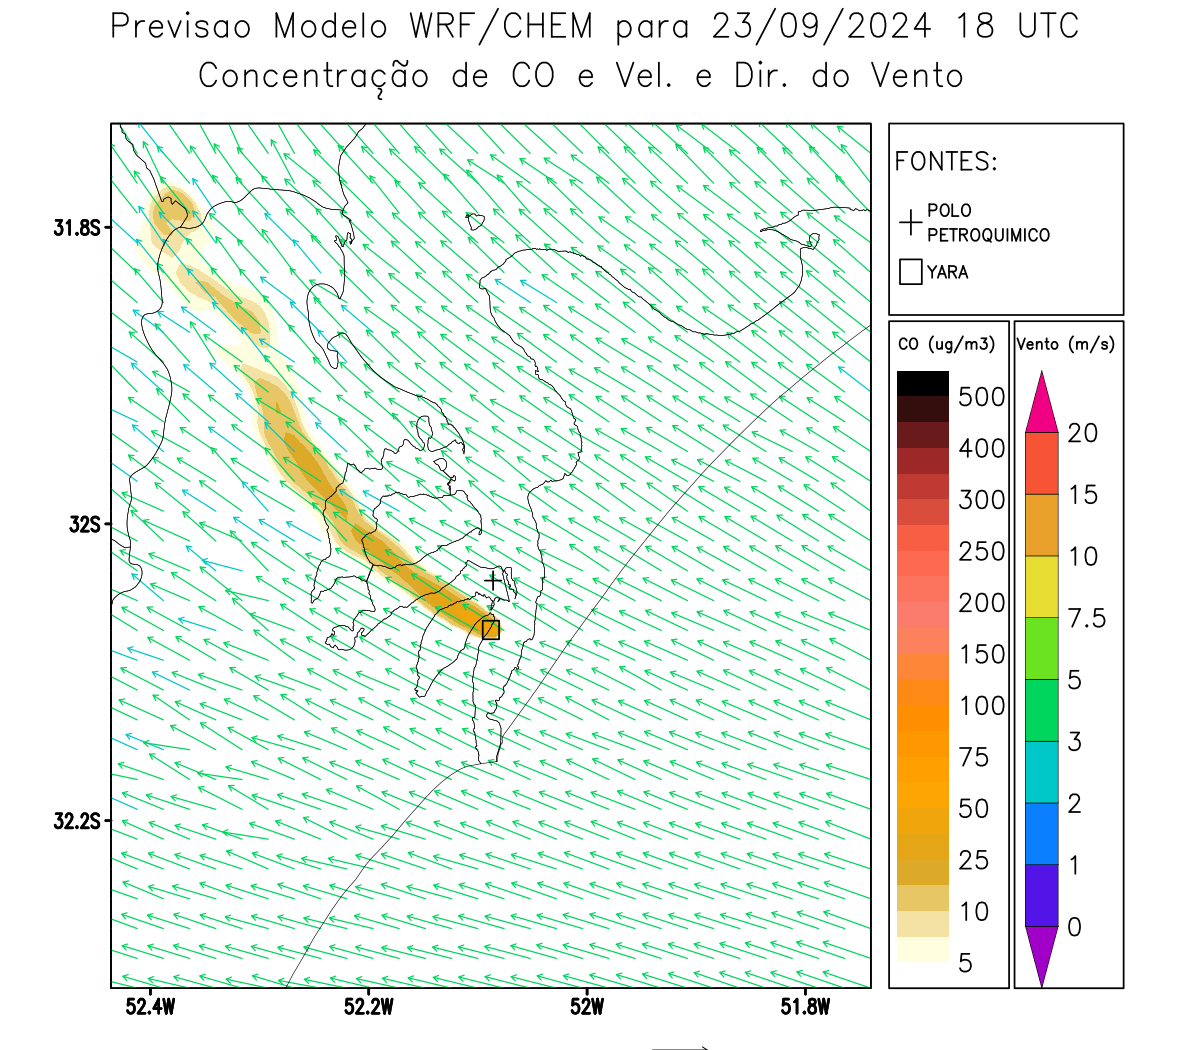 Previsao Modelo WRF/CHEM para 23/09/2024 18 UTC
Concentração de CO e Vel. e Dir. do Vento
FONTES:
POLO
PETROQUIMICO
YARA
CO (ug/m3)
500
400
300
250
200
150
100
75
50
25
10
5
Vento (m/s)
20
15
10
7.5
5
3
2
1
0
31.8S
32S
32.2S
52.4W
52.2W
52W
51.8W